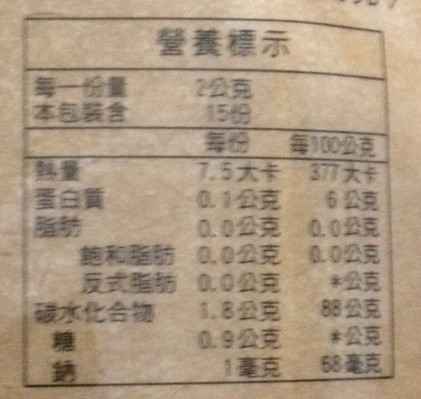 營養標示
每一份量 2公克
本包裝含 15份
每份 每100公克
熱量 7.5大卡 377大卡
蛋白質 0.1公克 6公克
脂肪 0.0公克 0.0公克
飽和脂肪 0.0公克 0.0公克
反式脂肪 0.0公克 *公克
碳水化合物 1.8公克 88公克
糖 0.9公克 *公克
鈉 1毫克 68毫克